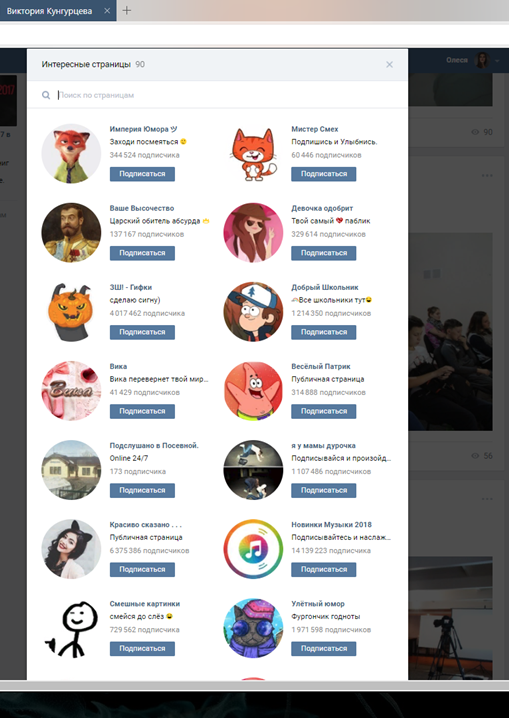 Виктория Кунгурцева
Интересные страницы 90
Олеся
Поиск по страницам
Империя Юмора ツ
Заходи посмеяться 😉
344 524 подписчика
Подписаться
Мистер Смех
Подпишись и Улыбнись.
60 446 подписчиков
Подписаться
Ваше Высочество
Царский обитель абсурда
137 167 подписчиков
Подписаться
Девочка одобрит
Твой самый 💖 паблик
329 614 подписчиков
Подписаться
ЗШ! - Гифки
сделаю сигну)
4 017 462 подписчика
Подписаться
Добрый Школьник
Все школьники тут😆
1 214 350 подписчиков
Подписаться
Вика
Вика
Вика перевернет твой мир...
41 429 подписчиков
Подписаться
Весёлый Патрик
Публичная страница
314 888 подписчиков
Подписаться
Подслушано в Посевной.
Online 24/7
173 подписчика
Подписаться
я у мамы дурочка
Подписывайся и произойд...
1 107 486 подписчиков
Подписаться
Красиво сказано . . .
Публичная страница
6 375 386 подписчиков
Подписаться
Новинки Музыки 2018
Подписывайтесь и наслаж...
14 139 223 подписчика
Подписаться
Смешные картинки
смейся до слёз 😂
729 562 подписчика
Подписаться
Улётный юмор
Фургончик годноты
1 971 598 подписчиков
Подписаться
90
56